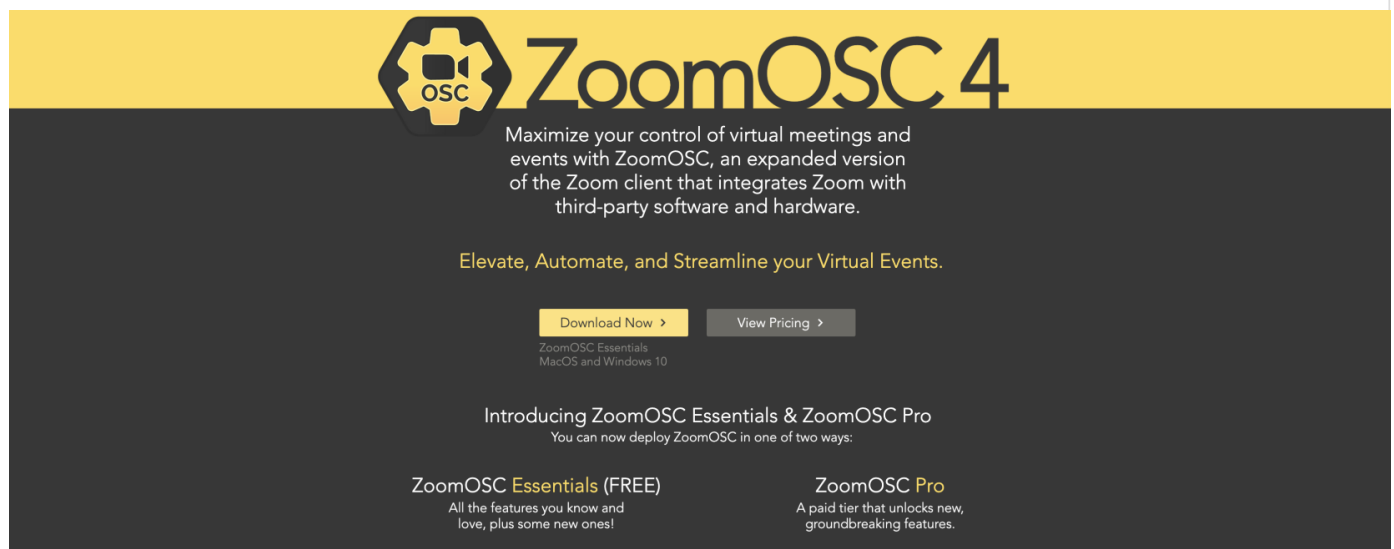 OSC
ZoomOSC 4
Maximize your control of virtual meetings and
events with ZoomOSC, an expanded version
of the Zoom client that integrates Zoom with
third-party software and hardware.
Elevate, Automate, and Streamline your Virtual Events.
Download Now >
View Pricing >
ZoomOSC Essentials
MacOS and Windows 10
Introducing ZoomOSC Essentials & ZoomOSC Pro
You can now deploy ZoomOSC in one of two ways:
ZoomOSC Essentials (FREE)
All the features you know and
love, plus some new ones!
ZoomOSC Pro
A paid tier that unlocks new,
groundbreaking features.